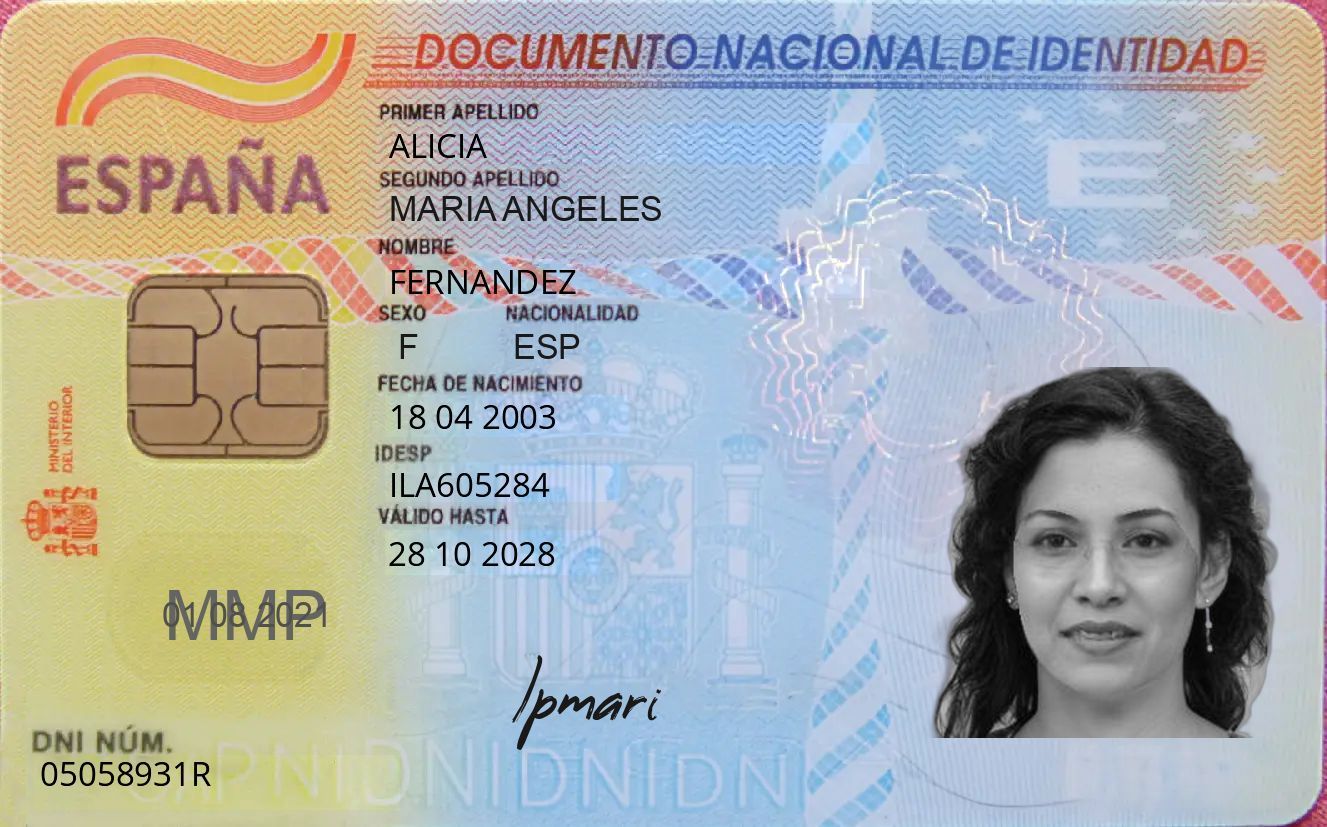 DOCUMENTO NACIONAL DE IDENTIDAD
ESPAÑA
PRIMER APELLIDO
ALICIA
SEGUNDO APELLIDO
MARIA ANGELES
NOMBRE
FERNANDEZ
SEXO NACIONALIDAD
F ESP
FECHA DE NACIMIENTO
18 04 2003
IDESP
ILA605284
VÁLIDO HASTA
28 10 2028
MINISTERIO
DEL INTERIOR
E
MMP
01 08 2021
Ipmari
DNI NÚM.
05058931R
DNIDNIDNIDN